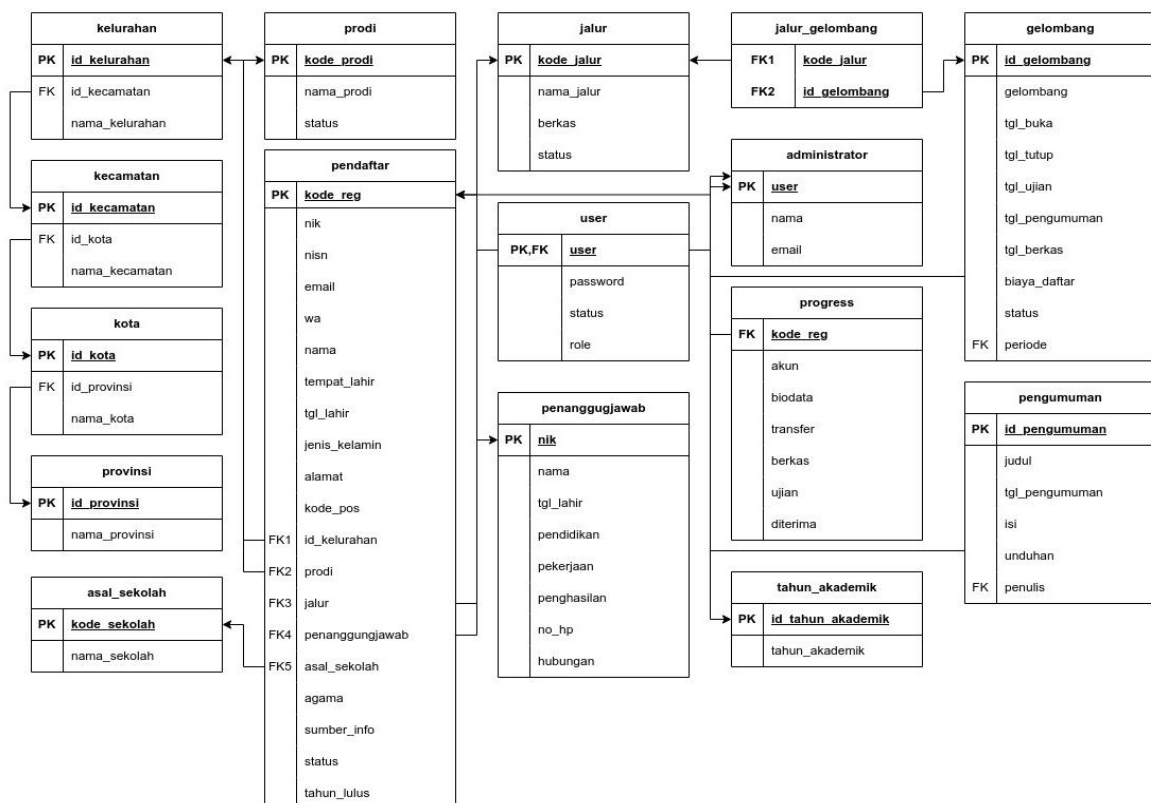 kelurahan
PK id_kelurahan
FK id_kecamatan
nama_kelurahan
kecamatan
PK id_kecamatan
FK id_kota
nama_kecamatan
kota
PK id_kota
FK id_provinsi
nama_kota
provinsi
PK id_provinsi
nama_provinsi
asal_sekolah
PK kode_sekolah
nama_sekolah
prodi
PK kode_prodi
nama_prodi
status
pendaftar
PK kode_reg
nik
nisn
email
wa
nama
tempat_lahir
tgl_lahir
jenis_kelamin
alamat
kode_pos
FK1 id_kelurahan
FK2 prodi
FK3 jalur
FK4 penanggungjawab
FK5 asal_sekolah
agama
sumber_info
status
tahun_lulus
jalur
PK kode_jalur
nama_jalur
berkas
status
user
PK,FK user
password
status
role
penanggugjawab
PK nik
nama
tgl_lahir
pendidikan
pekerjaan
penghasilan
no_hp
hubungan
jalur_gelombang
FK1 kode_jalur
FK2 id_gelombang
administrator
PK user
nama
email
progress
FK kode_reg
akun
biodata
transfer
berkas
ujian
diterima
tahun_akademik
PK id_tahun_akademik
tahun_akademik
gelombang
PK id_gelombang
gelombang
tgl_buka
tgl_tutup
tgl_ujian
tgl_pengumuman
tgl_berkas
biaya_daftar
status
FK periode
pengumuman
PK id_pengumuman
judul
tgl_pengumuman
isi
unduhan
FK penulis